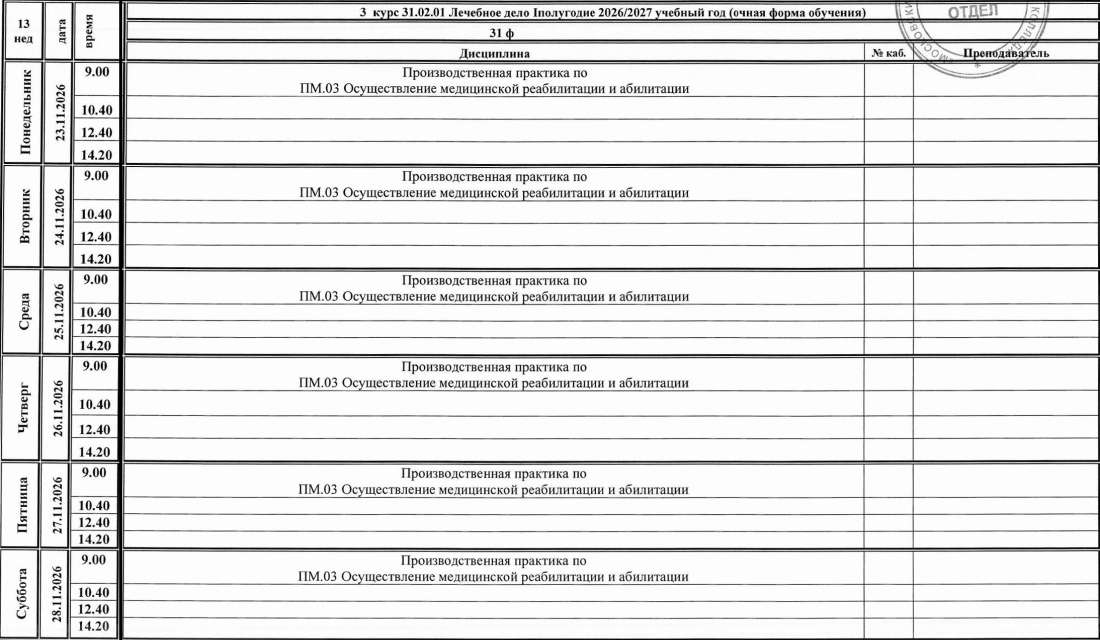 13 нед
дата
время
3 курс 31.02.01 Лечебное дело Iполугодие 2026/2027 учебный год (очная форма обучения)
31 ф
Дисциплина
№ каб.
Преподаватель
ОТДЕЛ
Понедельник
23.11.2026
9.00
Производственная практика по
ПМ.03 Осуществление медицинской реабилитации и абилитации
10.40
12.40
14.20
Вторник
24.11.2026
9.00
Производственная практика по
ПМ.03 Осуществление медицинской реабилитации и абилитации
10.40
12.40
14.20
Среда
25.11.2026
9.00
Производственная практика по
ПМ.03 Осуществление медицинской реабилитации и абилитации
10.40
12.40
14.20
Четверг
26.11.2026
9.00
Производственная практика по
ПМ.03 Осуществление медицинской реабилитации и абилитации
10.40
12.40
14.20
Пятница
27.11.2026
9.00
Производственная практика по
ПМ.03 Осуществление медицинской реабилитации и абилитации
10.40
12.40
14.20
Суббота
28.11.2026
9.00
Производственная практика по
ПМ.03 Осуществление медицинской реабилитации и абилитации
10.40
12.40
14.20